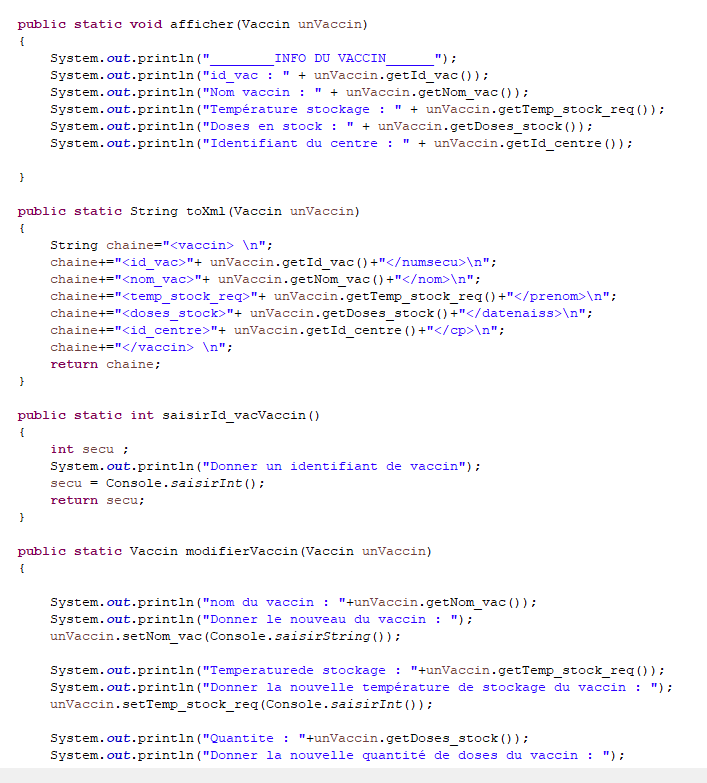 public static void afficher(Vaccin unVaccin)
{
    System.out.println("________INFO DU VACCIN______");
    System.out.println("id_vac : " + unVaccin.getId_vac());
    System.out.println("Nom vaccin : " + unVaccin.getNom_vac());
    System.out.println("Température stockage : " + unVaccin.getTemp_stock_req());
    System.out.println("Doses en stock : " + unVaccin.getDoses_stock());
    System.out.println("Identifiant du centre : " + unVaccin.getId_centre());

}

public static String toXml(Vaccin unVaccin)
{
    String chaine="<vaccin> \n";
    chaine+="<id_vac>"+ unVaccin.getId_vac()+"</numsecu>\n";
    chaine+="<nom_vac>"+ unVaccin.getNom_vac()+"</nom>\n";
    chaine+="<temp_stock_req>"+ unVaccin.getTemp_stock_req()+"</prenom>\n";
    chaine+="<doses_stock>"+ unVaccin.getDoses_stock()+"</datenaiss>\n";
    chaine+="<id_centre>"+ unVaccin.getId_centre()+"</cp>\n";
    chaine+="</vaccin> \n";
    return chaine;
}

public static int saisirId_vacVaccin()
{
    int secu ;
    System.out.println("Donner un identifiant de vaccin");
    secu = Console.saisirInt();
    return secu;
}

public static Vaccin modifierVaccin(Vaccin unVaccin)
{

    System.out.println("nom du vaccin : "+unVaccin.getNom_vac());
    System.out.println("Donner le nouveau du vaccin : ");
    unVaccin.setNom_vac(Console.saisirString());

    System.out.println("Temperaturede stockage : "+unVaccin.getTemp_stock_req());
    System.out.println("Donner la nouvelle température de stockage du vaccin : ");
    unVaccin.setTemp_stock_req(Console.saisirInt());

    System.out.println("Quantite : "+unVaccin.getDoses_stock());
    System.out.println("Donner la nouvelle quantité de doses du vaccin : ");